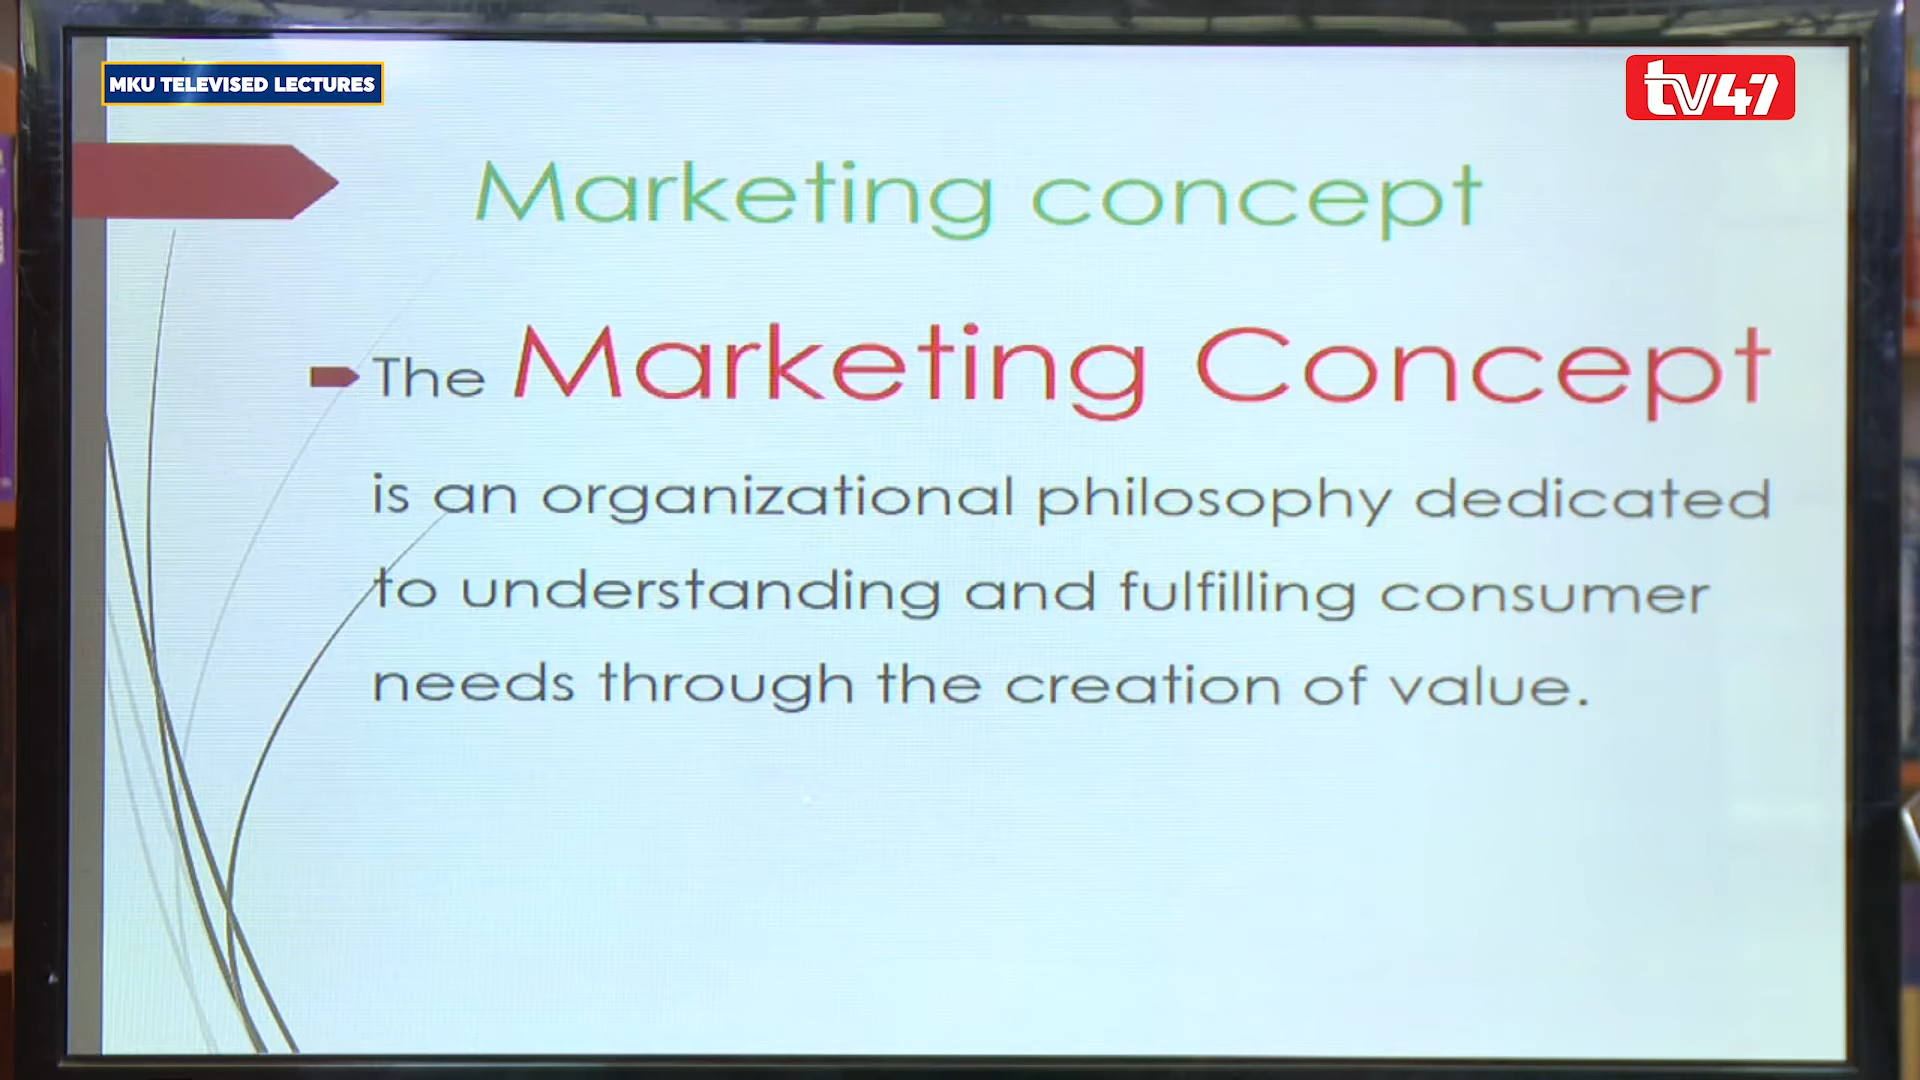 MKU TELEVISED LECTURES
tv47
Marketing concept
The Marketing Concept
is an organizational philosophy dedicated
to understanding and fulfilling consumer
needs through the creation of value.